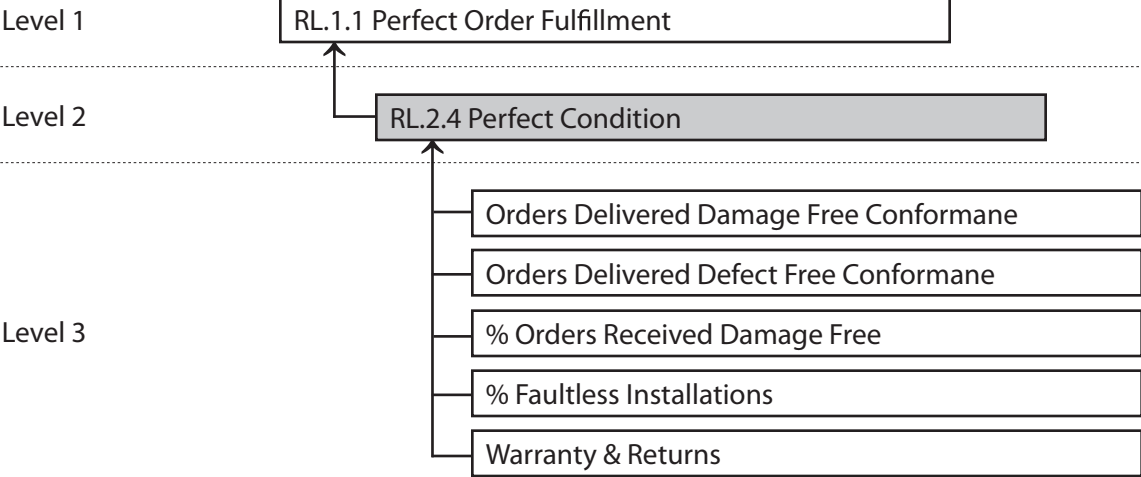 Level 1
RL.1.1 Perfect Order Fulfillment
Level 2
RL.2.4 Perfect Condition
Level 3
Orders Delivered Damage Free Conformane
Orders Delivered Defect Free Conformane
% Orders Received Damage Free
% Faultless Installations
Warranty & Returns